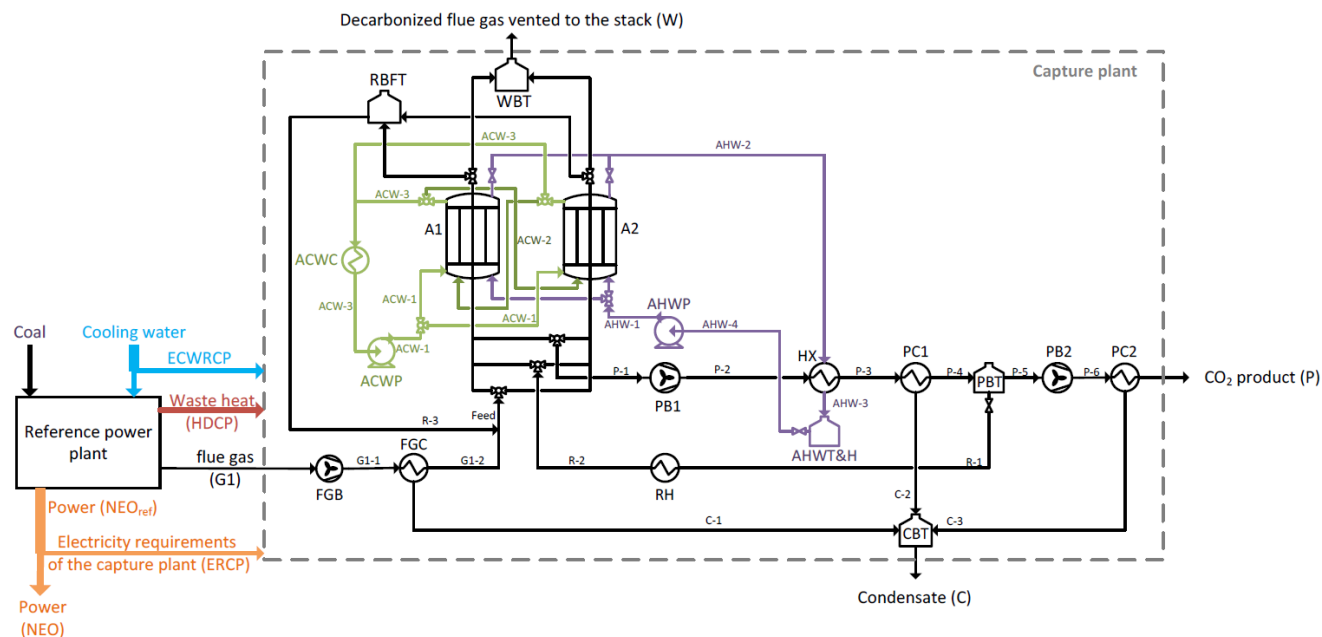 Decarbonized flue gas vented to the stack (W)
Capture plant
RBFT
WBT
ACW-3
AHW-2
ACW-3
A1
A2
ACW-2
ACWC
ACW-3
ACW-1
ACW-1
AHWP
AHW-1
AHW-4
ACW-1
ACWP
Coal
Cooling water
ECWRCP
HX
PC1
PB2
PC2
P-1
P-2
P-3
P-4
PBT
P-5
P-6
CO₂ product (P)
PB1
AHW-3
Waste heat
(HDCP)
Reference power
plant
R-3
Feed
AHWT&H
flue gas
(G1)
G1-1
FGC
G1-2
R-2
R-1
FGB
RH
Power (NEOref)
C-2
C-1
CBT
C-3
Electricity requirements
of the capture plant (ERCP)
Condensate (C)
Power
(NEO)